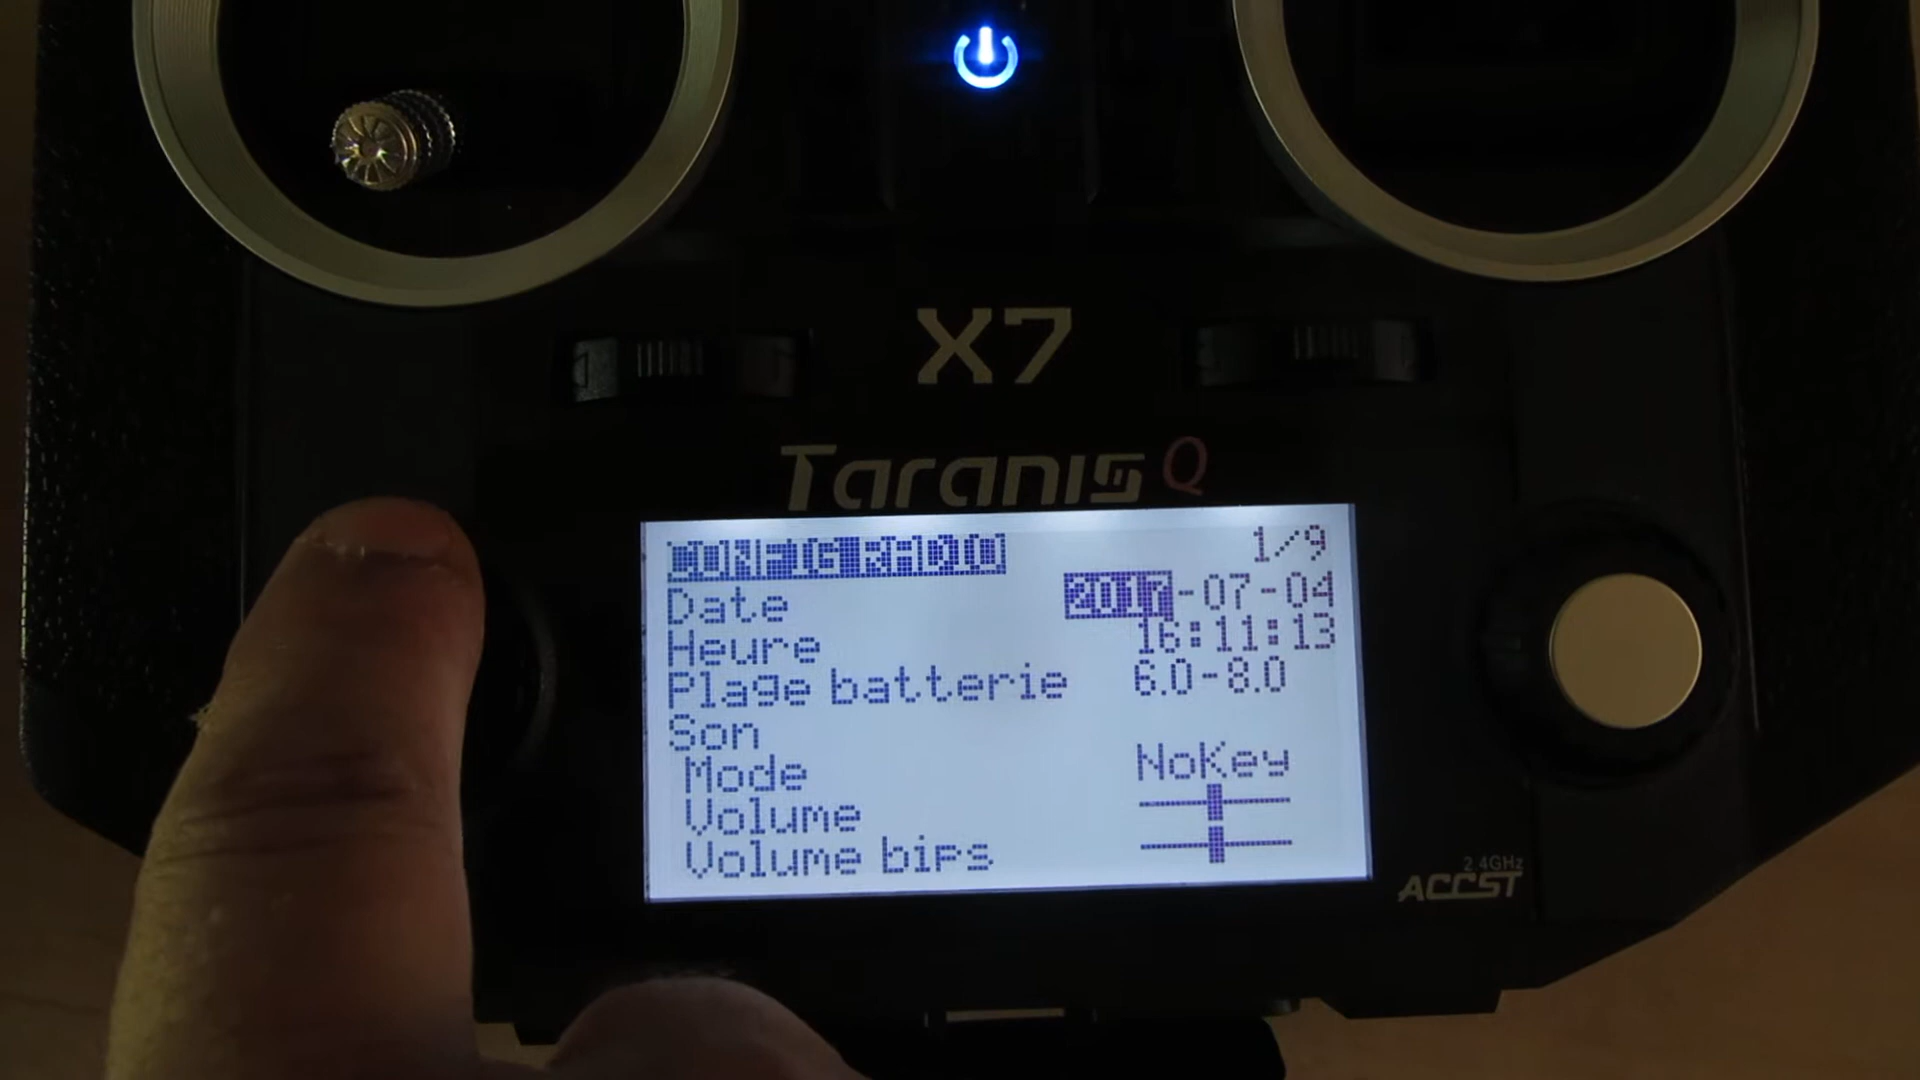 X7
Taranis Q
CONFIG RADIO 1/9
Date 2017-07-04
Heure 16:11:13
Plage batterie 6.0-8.0
Son
Mode NoKey
Volume
Volume bips
2.4GHz
ACCST